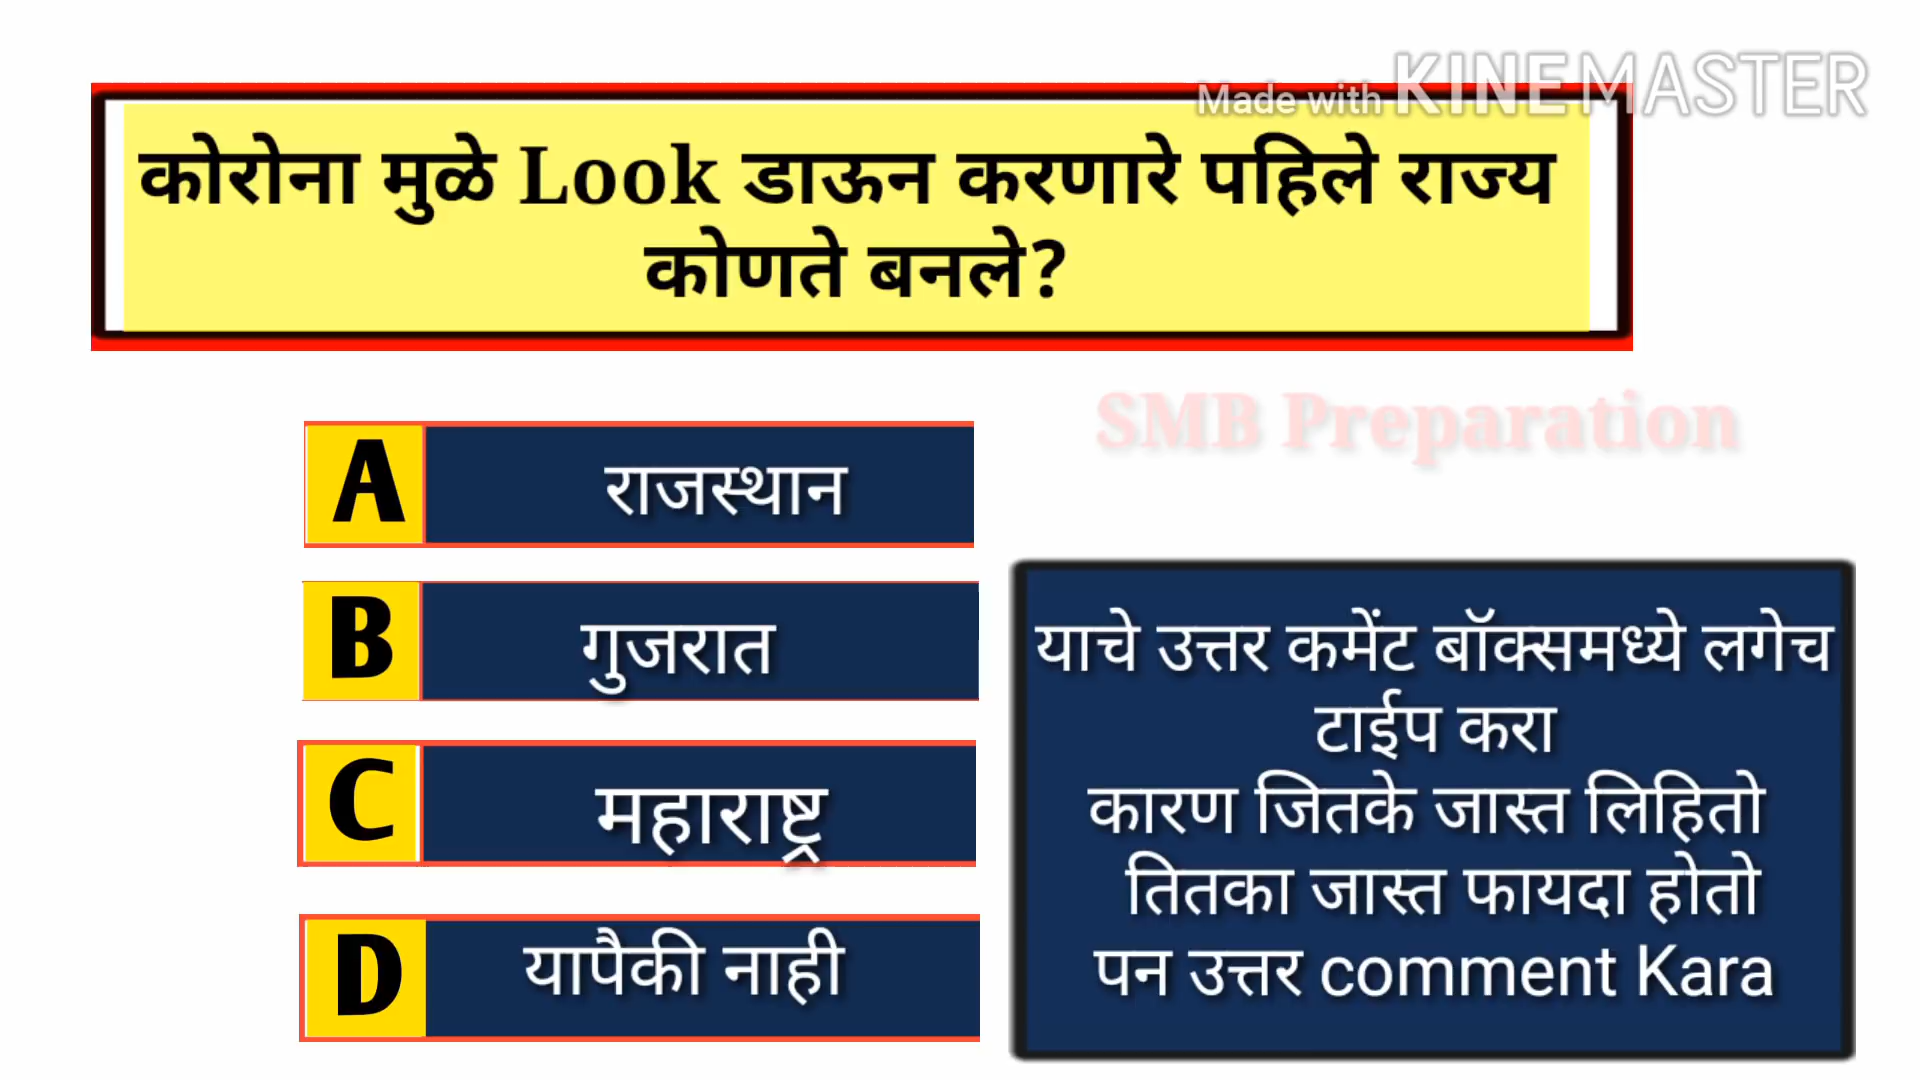 Made with KINEMASTER
कोरोना मुळे Look डाऊन करणारे पहिले राज्य
कोणते बनले?
SMB Preparation
A राजस्थान
B गुजरात
C महाराष्ट्र
D यापैकी नाही
याचे उत्तर कमेंट बॉक्समध्ये लगेच
टाईप करा
कारण जितके जास्त लिहितो
तितका जास्त फायदा होतो
पन उत्तर comment Kara